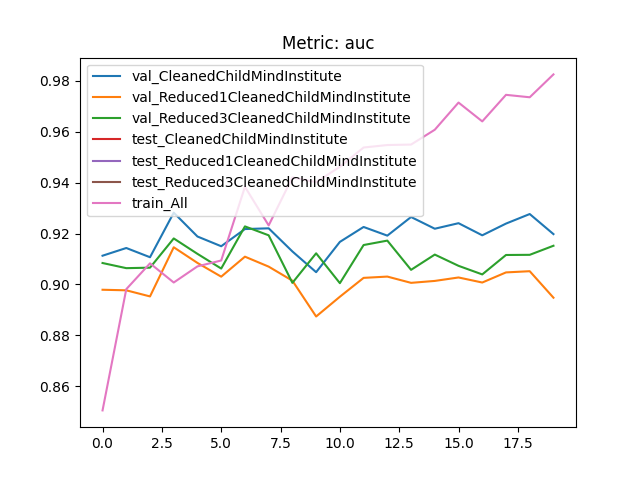 Metric: auc
val_CleanedChildMindInstitute
val_Reduced1CleanedChildMindInstitute
val_Reduced3CleanedChildMindInstitute
test_CleanedChildMindInstitute
test_Reduced1CleanedChildMindInstitute
test_Reduced3CleanedChildMindInstitute
train_All
0.98
0.96
0.94
0.92
0.90
0.88
0.86
0.0 2.5 5.0 7.5 10.0 12.5 15.0 17.5